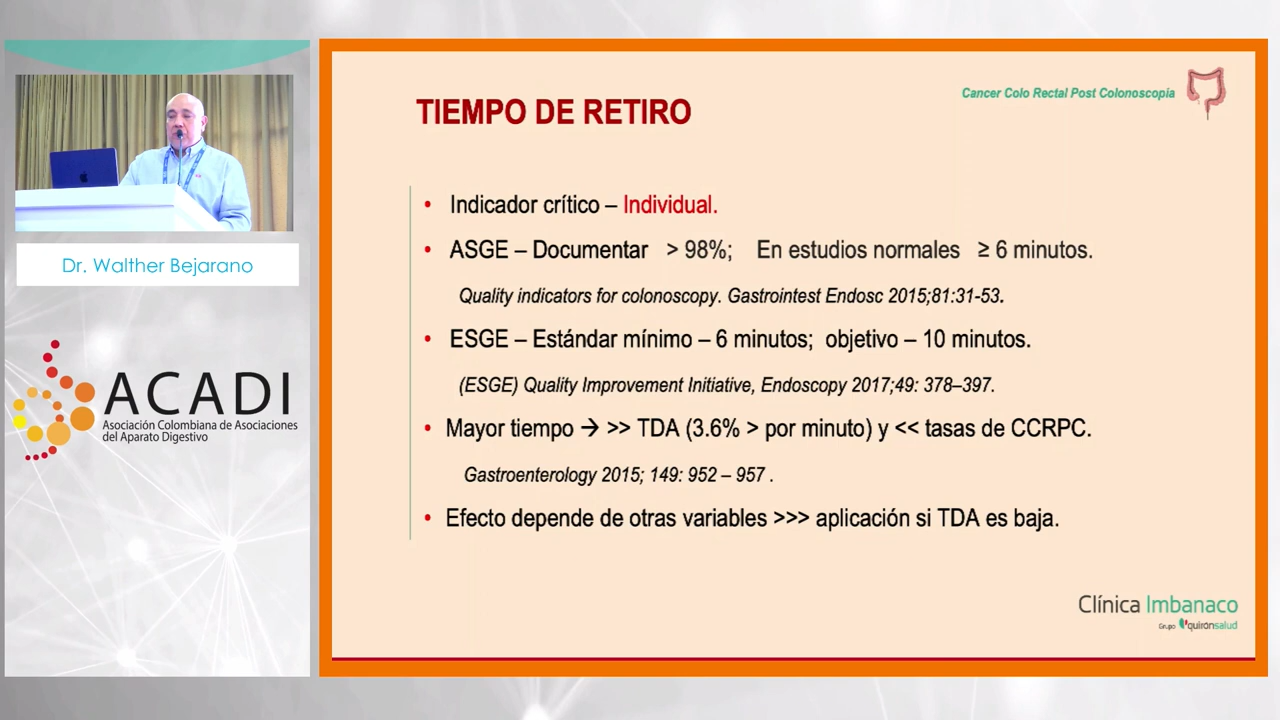 Dr. Walther Bejarano
ACADI
Asociación Colombiana de Asociaciones
del Aparato Digestivo
Cancer Colo Rectal Post Colonoscopía
TIEMPO DE RETIRO
• Indicador crítico – Individual.
• ASGE – Documentar > 98%; En estudios normales ≥ 6 minutos.
Quality indicators for colonoscopy. Gastrointest Endosc 2015;81:31-53.
• ESGE – Estándar mínimo – 6 minutos; objetivo – 10 minutos.
(ESGE) Quality Improvement Initiative, Endoscopy 2017;49: 378–397.
• Mayor tiempo → >> TDA (3.6% > por minuto) y << tasas de CCRPC.
Gastroenterology 2015; 149: 952 – 957 .
• Efecto depende de otras variables >>> aplicación si TDA es baja.
Clínica Imbanaco
Grupo quirónsalud